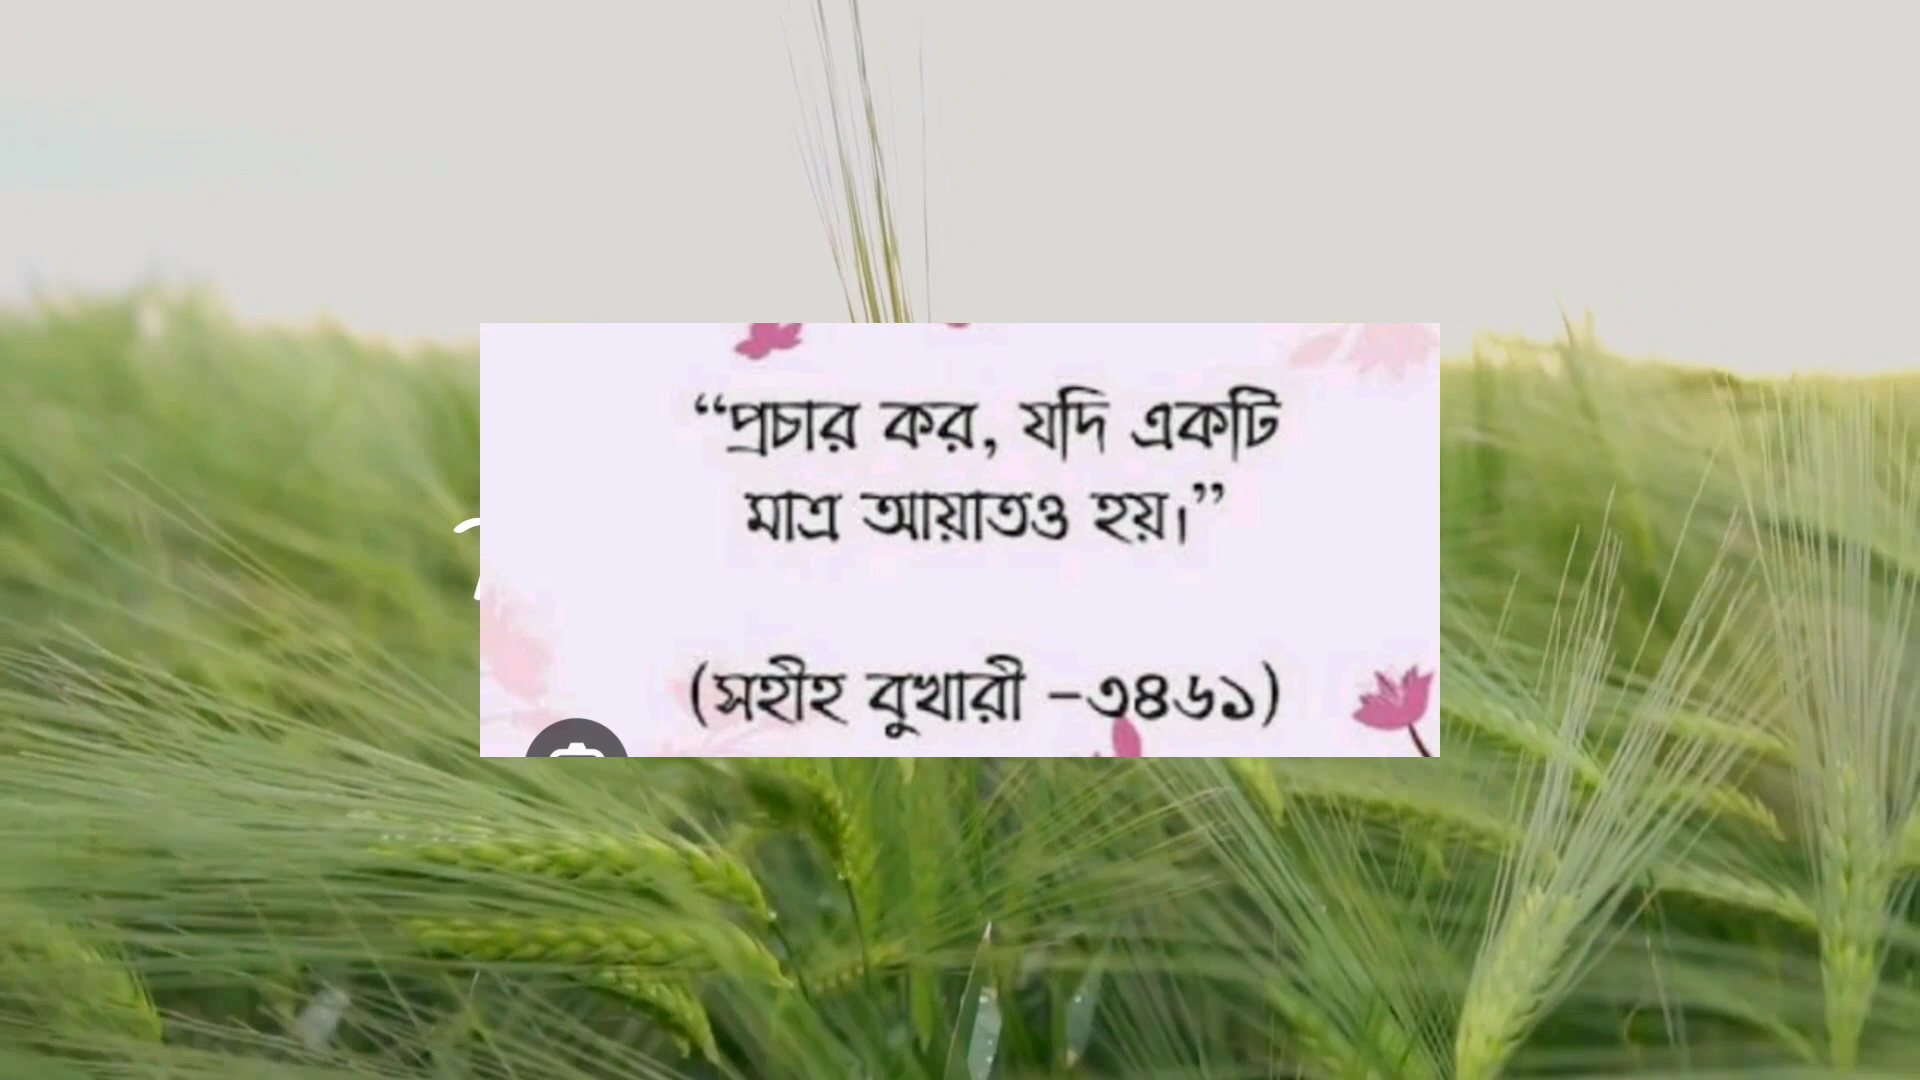 “প্রচার কর, যদি একটি
মাত্র আয়াতও হয়।”
(সহীহ বুখারী -৩৪৬১)